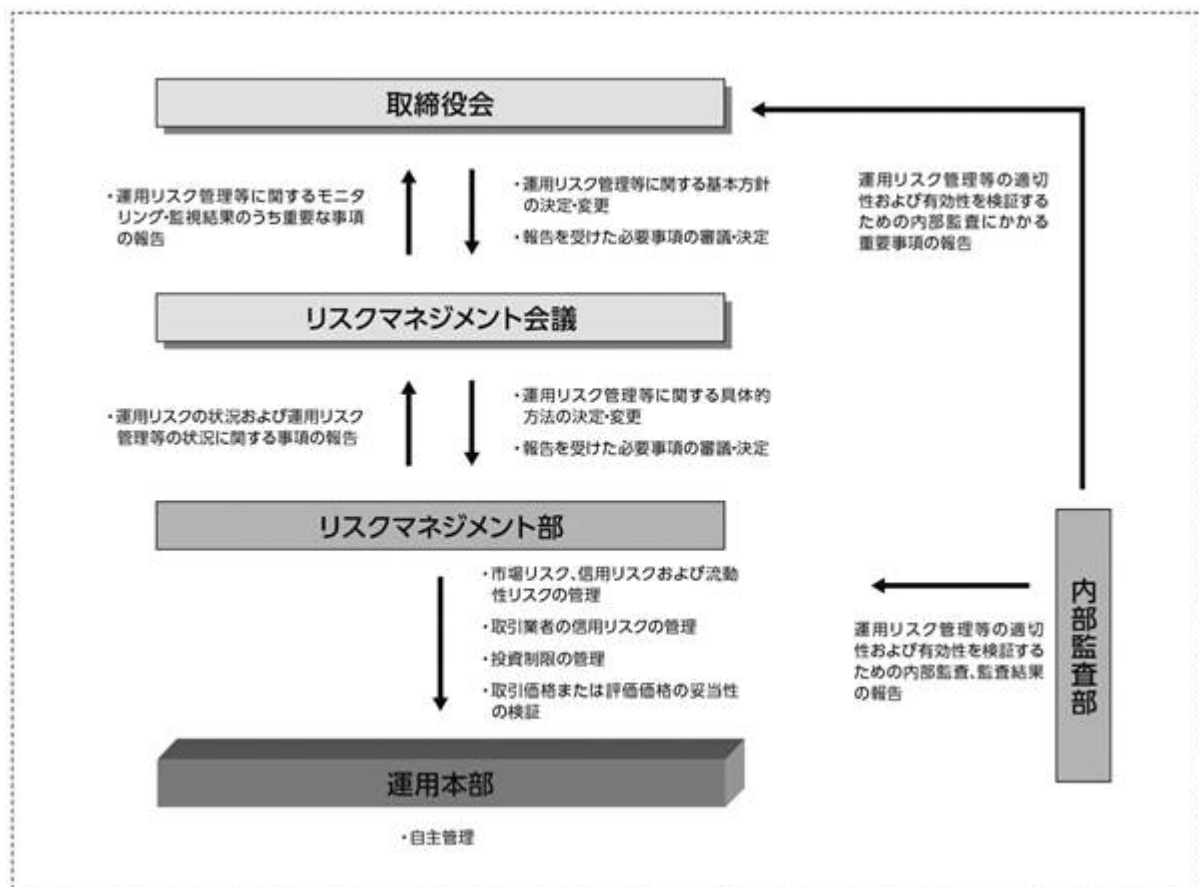 取締役会
・運用リスク管理等に関するモニタ
リング・監視結果のうち重要な事項
の報告
・運用リスク管理等に関する基本方針
の決定・変更
・報告を受けた必要事項の審議・決定
運用リスク管理等の適切
性および有効性を検証する
ための内部監査にかかる
重要事項の報告
リスクマネジメント会議
・運用リスクの状況および運用リスク
管理等の状況に関する事項の報告
・運用リスク管理等に関する具体的
方法の決定・変更
・報告を受けた必要事項の審議・決定
リスクマネジメント部
・市場リスク、信用リスクおよび流動
性リスクの管理
・取引業者の信用リスクの管理
・投資制限の管理
・取引価格または評価価格の妥当性
の検証
運用リスク管理等の適切
性および有効性を検証する
ための内部監査、監査結果
の報告
内部監査部
運用本部
・自主管理